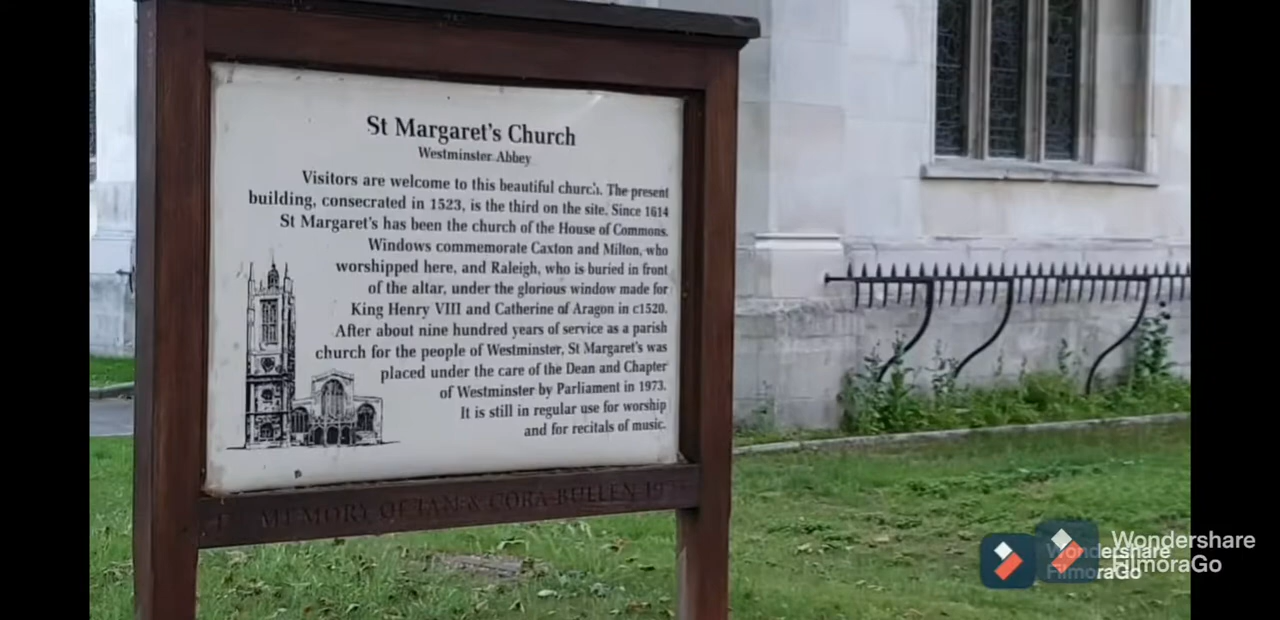 St Margaret's Church
Westminster Abbey
Visitors are welcome to this beautiful church. The present
building, consecrated in 1523, is the third on the site. Since 1614
St Margaret's has been the church of the House of Commons.
Windows commemorate Caxton and Milton, who
worshipped here, and Raleigh, who is buried in front
of the altar, under the glorious window made for
King Henry VIII and Catherine of Aragon in c1520.
After about nine hundred years of service as a parish
church for the people of Westminster, St Margaret's was
placed under the care of the Dean and Chapter
of Westminster by Parliament in 1973.
It is still in regular use for worship
and for recitals of music.
MEMORY OF IAN & CORA BULLEN
Wondershare
FilmoraGo
Wondershare
FilmoraGo